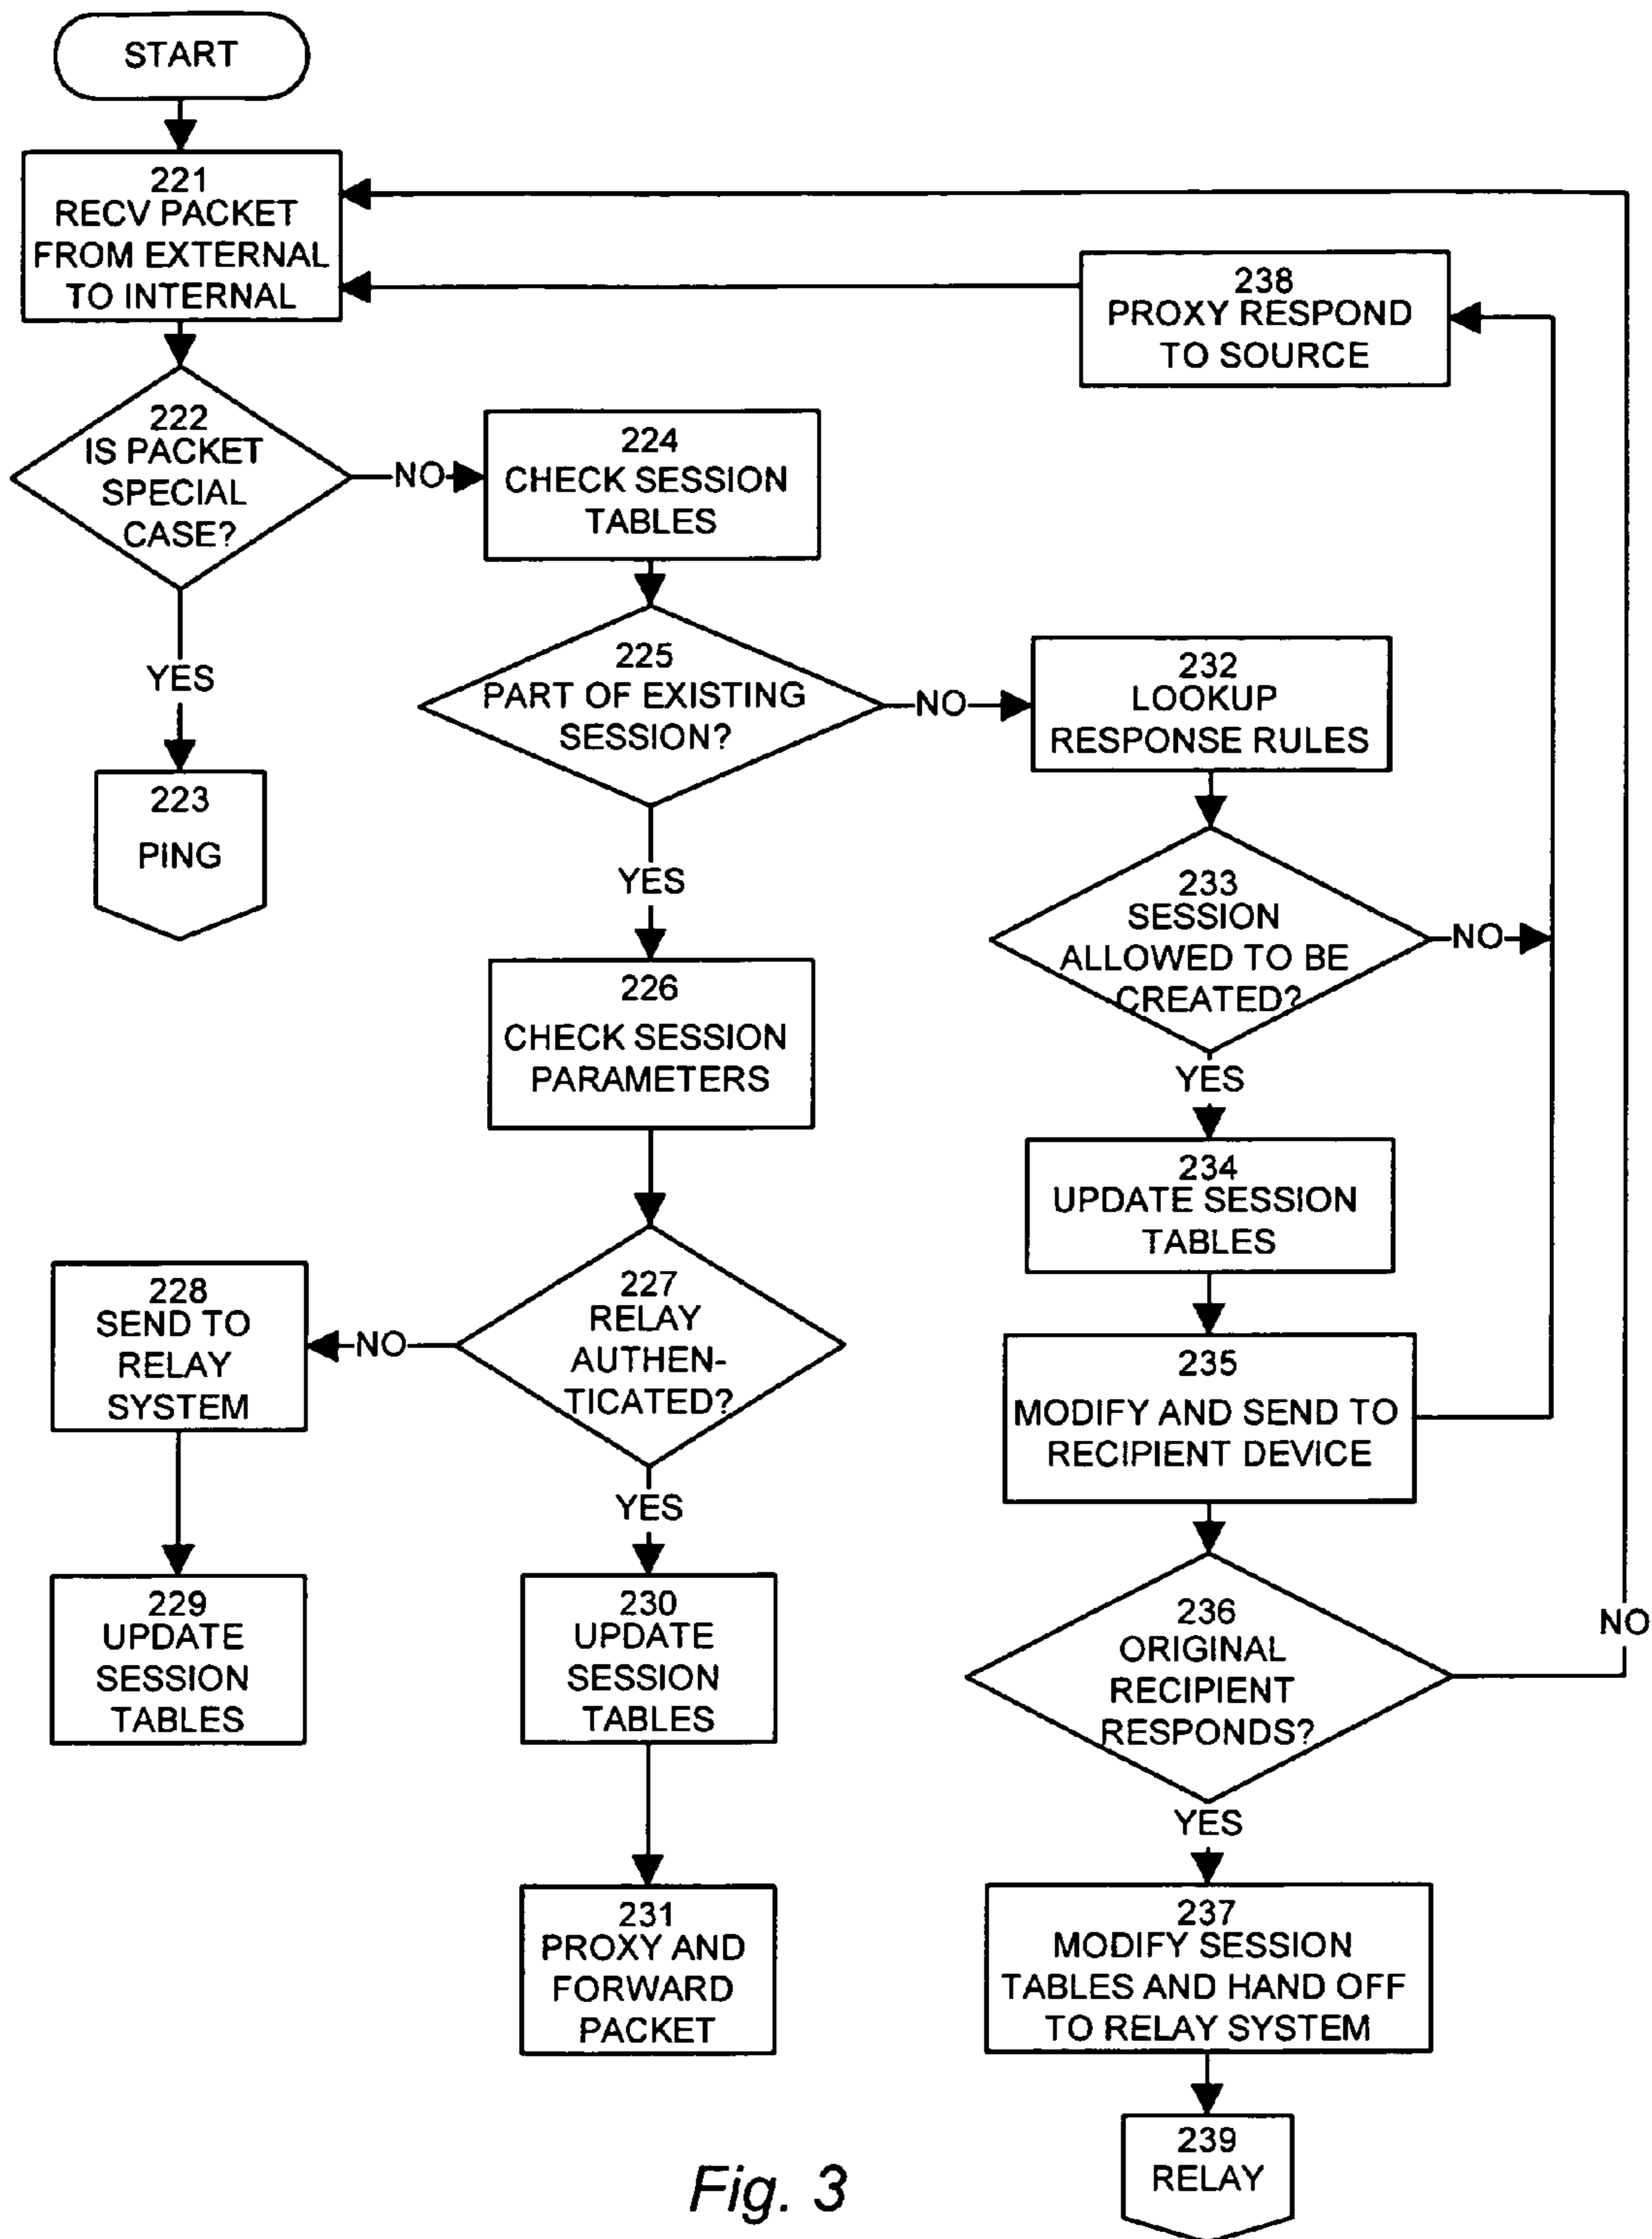 START
221
RECV PACKET
FROM EXTERNAL
TO INTERNAL
238
PROXY RESPOND
TO SOURCE
222
IS PACKET
SPECIAL
CASE?
NO
224
CHECK SESSION
TABLES
YES
223
PING
225
PART OF EXISTING
SESSION?
NO
232
LOOKUP
RESPONSE RULES
YES
233
SESSION
ALLOWED TO BE
CREATED?
NO
226
CHECK SESSION
PARAMETERS
YES
234
UPDATE SESSION
TABLES
227
RELAY
AUTHEN-
TICATED?
NO
228
SEND TO
RELAY
SYSTEM
235
MODIFY AND SEND TO
RECIPIENT DEVICE
YES
229
UPDATE
SESSION
TABLES
230
UPDATE
SESSION
TABLES
236
ORIGINAL
RECIPIENT
RESPONDS?
NO
YES
231
PROXY AND
FORWARD
PACKET
237
MODIFY SESSION
TABLES AND HAND OFF
TO RELAY SYSTEM
239
RELAY
Fig. 3